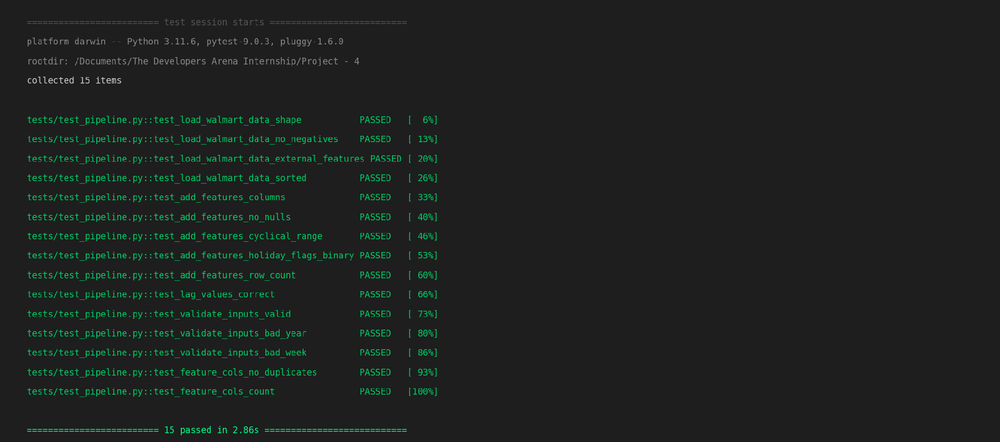 ========================= test session starts ==========================
platform darwin -- Python 3.11.6, pytest-9.0.3, pluggy-1.6.0
rootdir: /Documents/The Developers Arena Internship/Project - 4
collected 15 items
tests/test_pipeline.py::test_load_walmart_data_shape           PASSED   [  6%]
tests/test_pipeline.py::test_load_walmart_data_no_negatives    PASSED   [ 13%]
tests/test_pipeline.py::test_load_walmart_data_external_features PASSED [ 20%]
tests/test_pipeline.py::test_load_walmart_data_sorted          PASSED   [ 26%]
tests/test_pipeline.py::test_add_features_columns              PASSED   [ 33%]
tests/test_pipeline.py::test_add_features_no_nulls             PASSED   [ 40%]
tests/test_pipeline.py::test_add_features_cyclical_range       PASSED   [ 46%]
tests/test_pipeline.py::test_add_features_holiday_flags_binary PASSED   [ 53%]
tests/test_pipeline.py::test_add_features_row_count            PASSED   [ 60%]
tests/test_pipeline.py::test_lag_values_correct                PASSED   [ 66%]
tests/test_pipeline.py::test_validate_inputs_valid             PASSED   [ 73%]
tests/test_pipeline.py::test_validate_inputs_bad_year          PASSED   [ 80%]
tests/test_pipeline.py::test_validate_inputs_bad_week          PASSED   [ 86%]
tests/test_pipeline.py::test_feature_cols_no_duplicates        PASSED   [ 93%]
tests/test_pipeline.py::test_feature_cols_count                PASSED   [100%]
========================= 15 passed in 2.86s ===========================